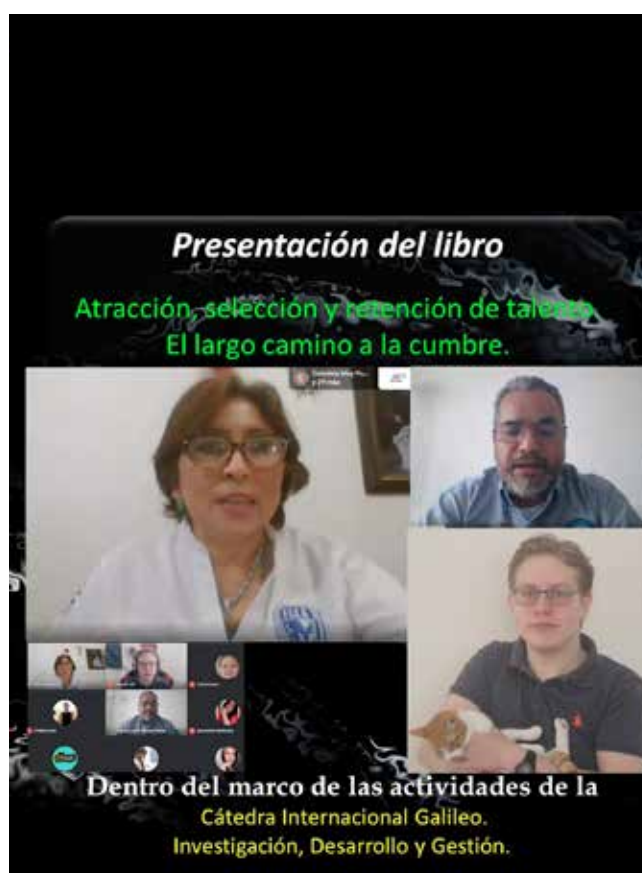 Presentación del libro
Atracción, selección y retención de talento.
El largo camino a la cumbre.
Dentro del marco de las actividades de la
Cátedra Internacional Galileo.
Investigación, Desarrollo y Gestión.